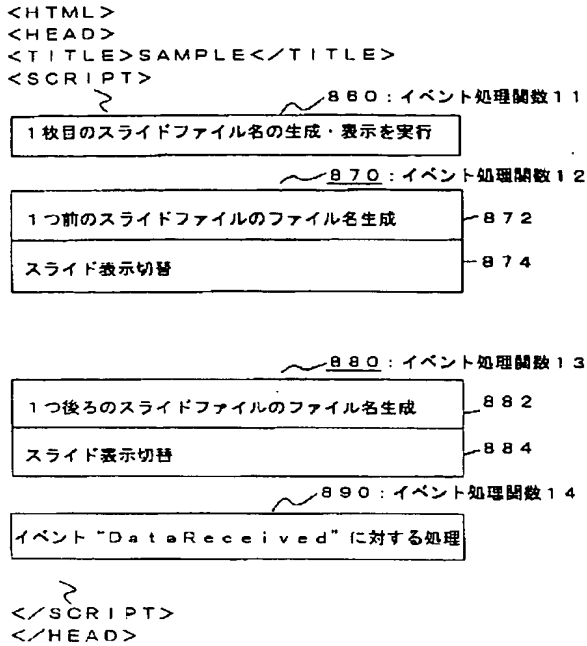 <HTML>
<HEAD>
<TITLE>SAMPLE</TITLE>
<SCRIPT>
860:イベント処理関数11
1枚目のスライドファイル名の生成・表示を実行
870:イベント処理関数12
1つ前のスライドファイルのファイル名生成
872
スライド表示切替
874
880:イベント処理関数13
1つ後ろのスライドファイルのファイル名生成
882
スライド表示切替
884
890:イベント処理関数14
イベント“DataReceived”に対する処理
</SCRIPT>
</HEAD>